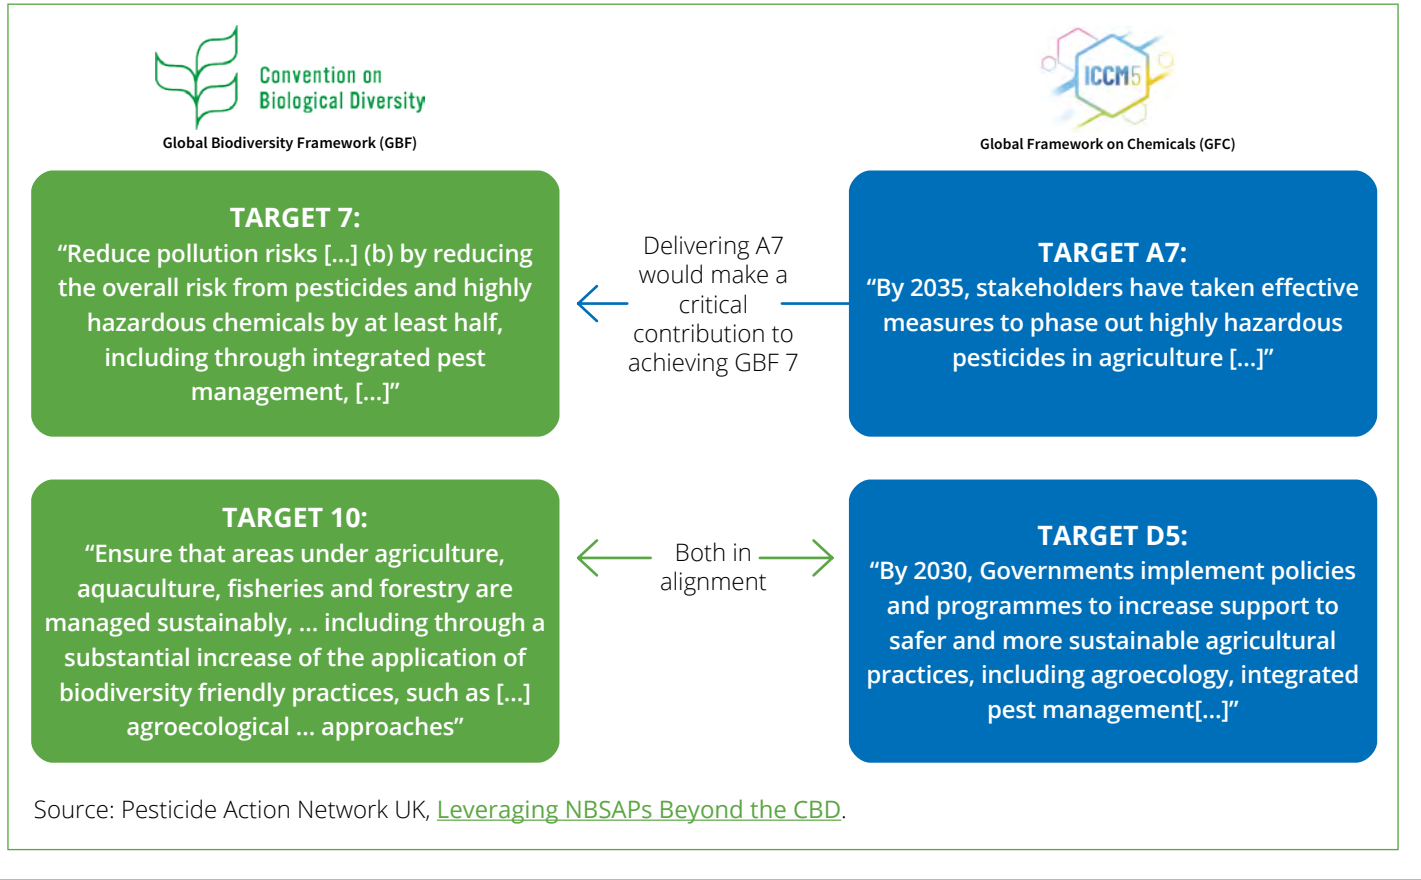 Convention on
Biological Diversity
Global Biodiversity Framework (GBF)
ICCM5
Global Framework on Chemicals (GFC)
TARGET 7:
“Reduce pollution risks [...] (b) by reducing
the overall risk from pesticides and highly
hazardous chemicals by at least half,
including through integrated pest
management, [...]”
Delivering A7
would make a
critical
contribution to
achieving GBF 7
TARGET A7:
“By 2035, stakeholders have taken effective
measures to phase out highly hazardous
pesticides in agriculture [...]”
TARGET 10:
“Ensure that areas under agriculture,
aquaculture, fisheries and forestry are
managed sustainably, ... including through a
substantial increase of the application of
biodiversity friendly practices, such as [...]
agroecological ... approaches”
Both in
alignment
TARGET D5:
“By 2030, Governments implement policies
and programmes to increase support to
safer and more sustainable agricultural
practices, including agroecology, integrated
pest management[...]”
Source: Pesticide Action Network UK, Leveraging NBSAPs Beyond the CBD.